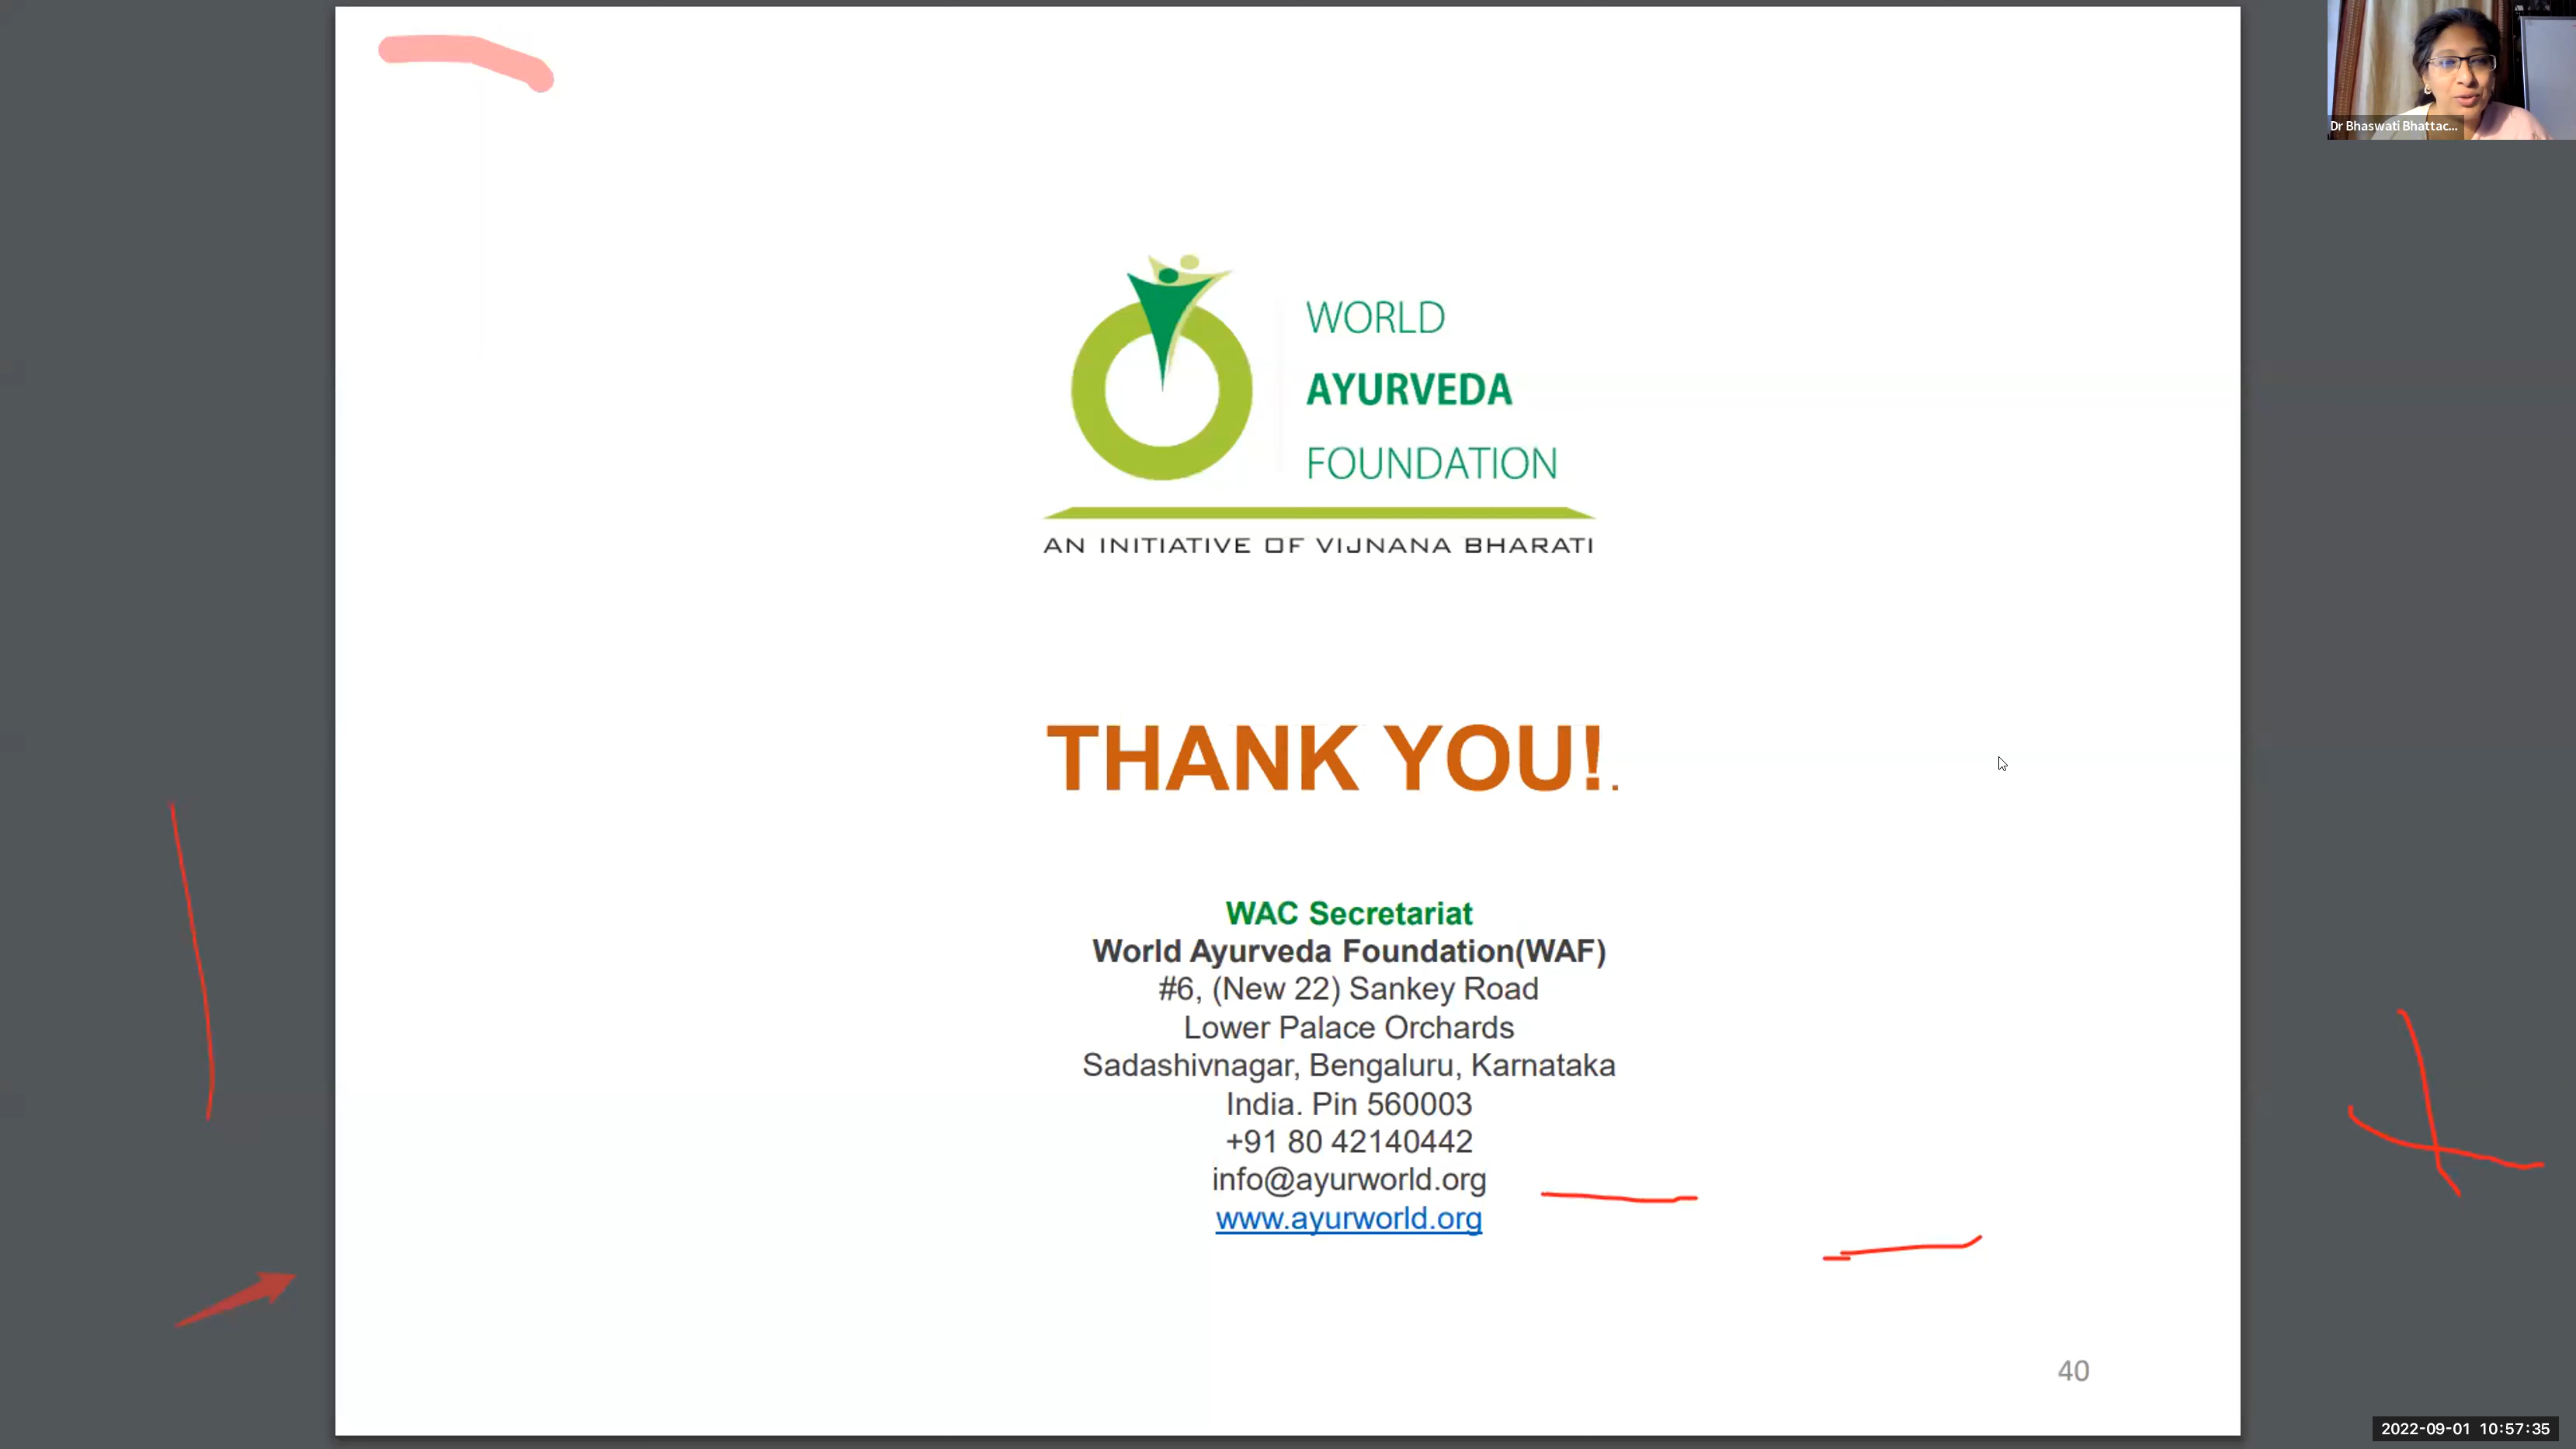 Dr Bhaswati Bhattac...
WORLD
AYURVEDA
FOUNDATION
AN INITIATIVE OF VIJNANA BHARATI
THANK YOU!.
WAC Secretariat
World Ayurveda Foundation(WAF)
#6, (New 22) Sankey Road
Lower Palace Orchards
Sadashivnagar, Bengaluru, Karnataka
India. Pin 560003
+91 80 42140442
info@ayurworld.org
www.ayurworld.org
40
2022-09-01 10:57:35